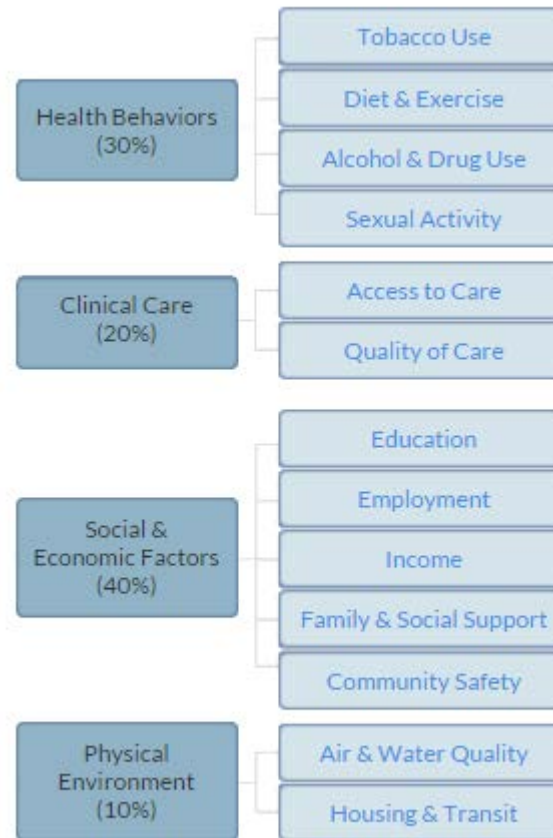 Health Behaviors
(30%)
Tobacco Use
Diet & Exercise
Alcohol & Drug Use
Sexual Activity
Clinical Care
(20%)
Access to Care
Quality of Care
Social &
Economic Factors
(40%)
Education
Employment
Income
Family & Social Support
Community Safety
Physical
Environment
(10%)
Air & Water Quality
Housing & Transit